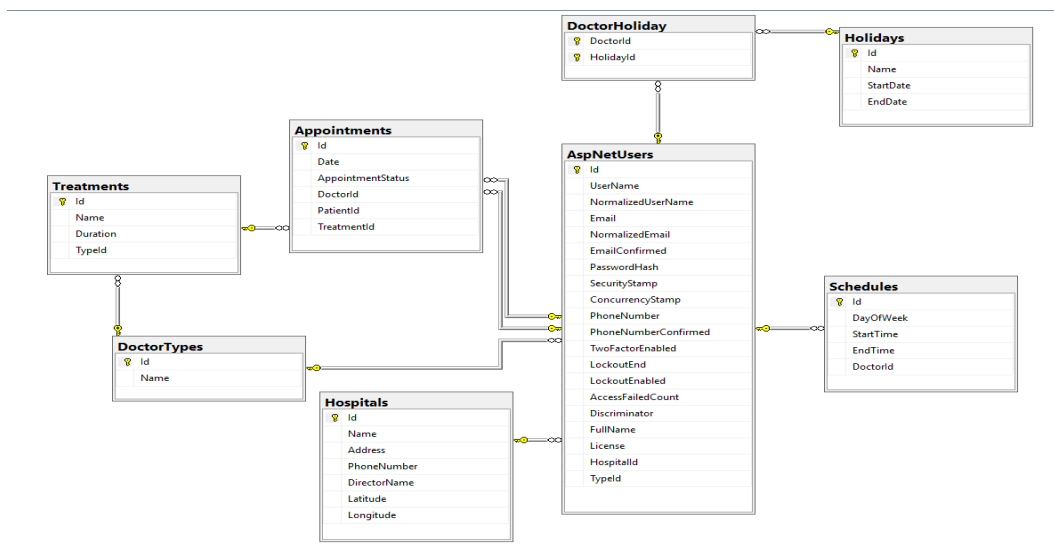 DoctorHoliday
DoctorId
HolidayId
Holidays
Id
Name
StartDate
EndDate
Appointments
Id
Date
AppointmentStatus
DoctorId
PatientId
TreatmentId
AspNetUsers
Id
UserName
NormalizedUserName
Email
NormalizedEmail
EmailConfirmed
PasswordHash
SecurityStamp
ConcurrencyStamp
PhoneNumber
PhoneNumberConfirmed
TwoFactorEnabled
LockoutEnd
LockoutEnabled
AccessFailedCount
Discriminator
FullName
License
HospitalId
TypeId
Treatments
Id
Name
Duration
TypeId
Schedules
Id
DayOfWeek
StartTime
EndTime
DoctorId
DoctorTypes
Id
Name
Hospitals
Id
Name
Address
PhoneNumber
DirectorName
Latitude
Longitude